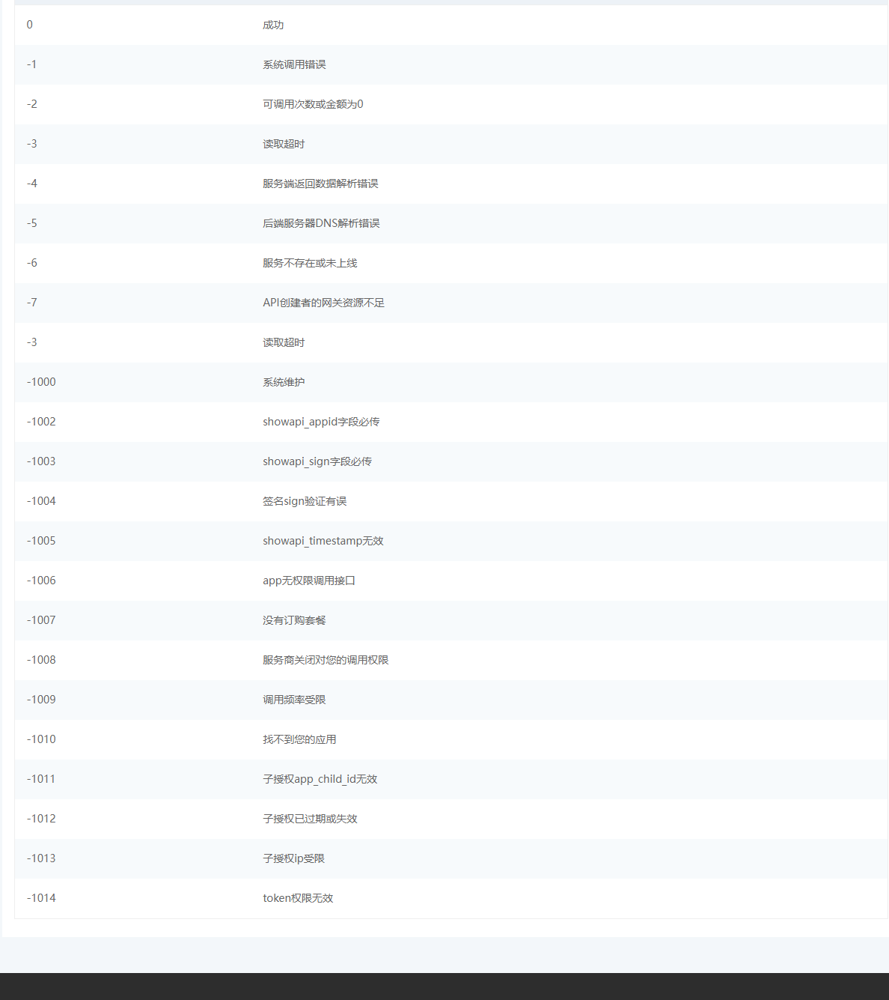 0 成功
-1 系统调用错误
-2 可调用次数或金额为0
-3 读取超时
-4 服务端返回数据解析错误
-5 后端服务器DNS解析错误
-6 服务不存在或未上线
-7 API创建者的网关资源不足
-3 读取超时
-1000 系统维护
-1002 showapi_appid字段必传
-1003 showapi_sign字段必传
-1004 签名sign验证有误
-1005 showapi_timestamp无效
-1006 app无权限调用接口
-1007 没有订购套餐
-1008 服务商关闭对您的调用权限
-1009 调用频率受限
-1010 找不到您的应用
-1011 子授权app_child_id无效
-1012 子授权已过期或失效
-1013 子授权ip受限
-1014 token权限无效